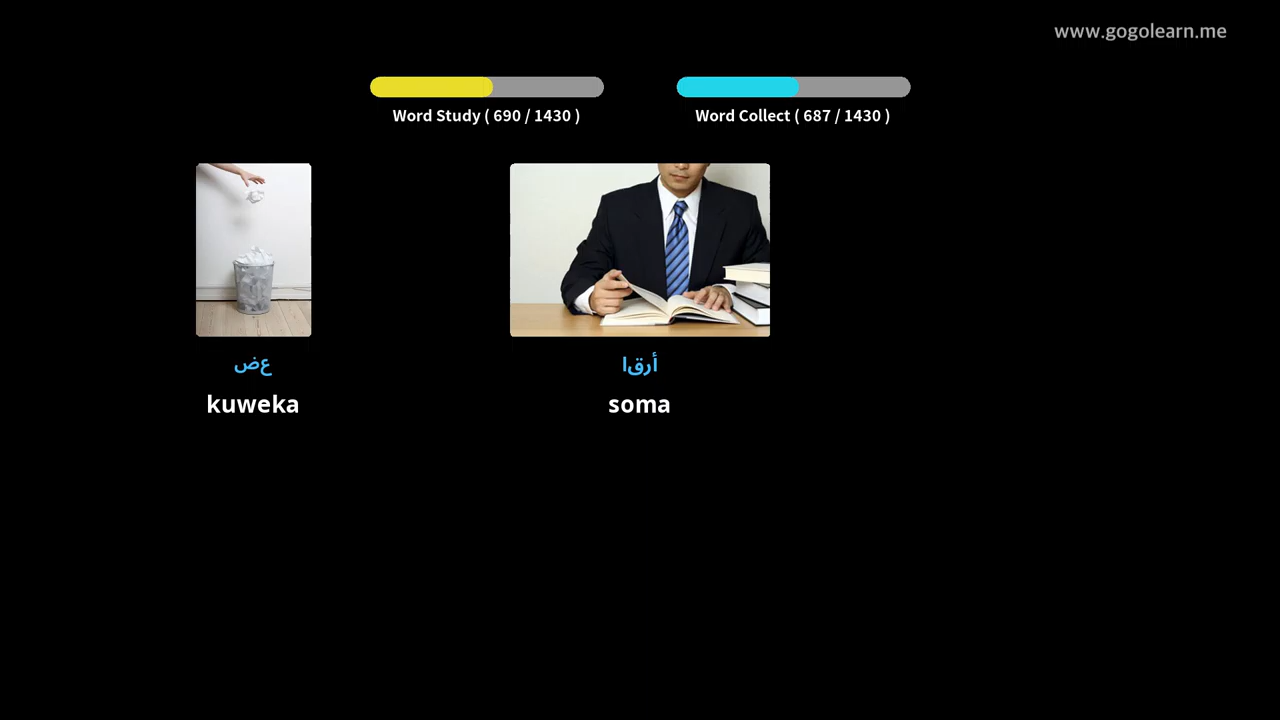 www.gogolearn.me
Word Study ( 690 / 1430 )
Word Collect ( 687 / 1430 )
عض
kuweka
أرقا
soma